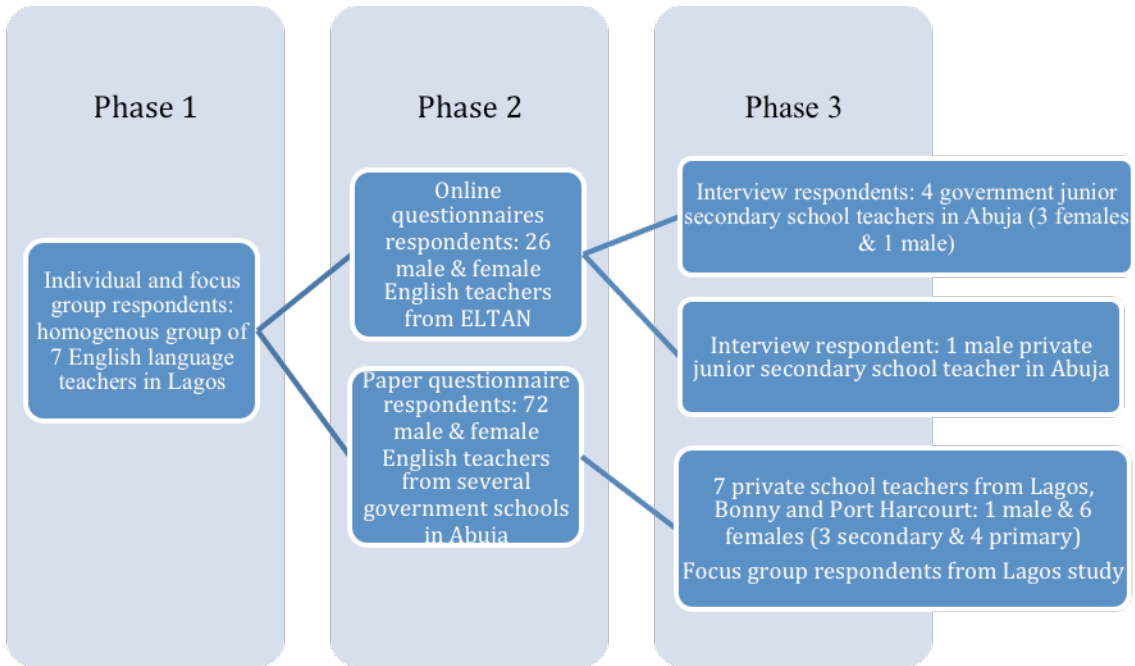 Phase 1
Individual and focus
group respondents:
homogenous group of
7 English language
teachers in Lagos
Phase 2
Online
questionnaires
respondents: 26
male & female
English teachers
from ELTAN
Paper questionnaire
respondents: 72
male & female
English teachers
from several
government schools
in Abuja
Phase 3
Interview respondents: 4 government junior
secondary school teachers in Abuja (3 females
& 1 male)
Interview respondent: 1 male private
junior secondary school teacher in Abuja
7 private school teachers from Lagos,
Bonny and Port Harcourt: 1 male & 6
females (3 secondary & 4 primary)
Focus group respondents from Lagos study